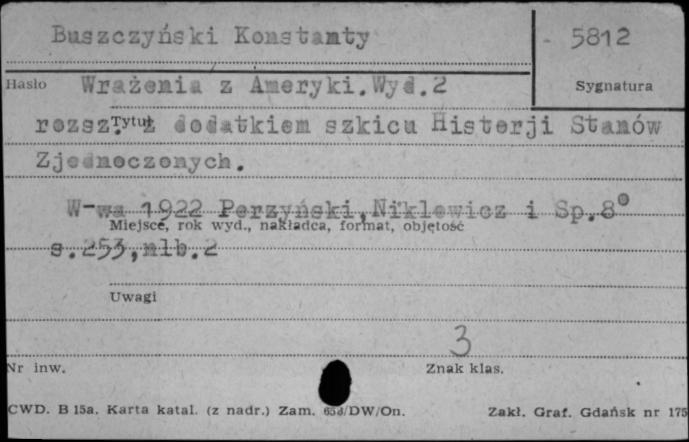 Buszczyński Konstanty
5812
Hasło
Wrażenia z Ameryki.Wyd.2
Sygnatura
Tytuł
rozsz. z dodatkiem szkicu Historji Stanów
Zjednoczonych.
W-wa 1922 Perzyński,Niklewicz i Sp.8°
Miejsce, rok wyd., nakładca, format, objętość
s.253,nlb.2
Uwagi
3
Nr inw.
Znak klas.
CWD. B 15a. Karta katal. (z nadr.) Zam. /DW/On.
Zakł. Graf. Gdańsk nr 175